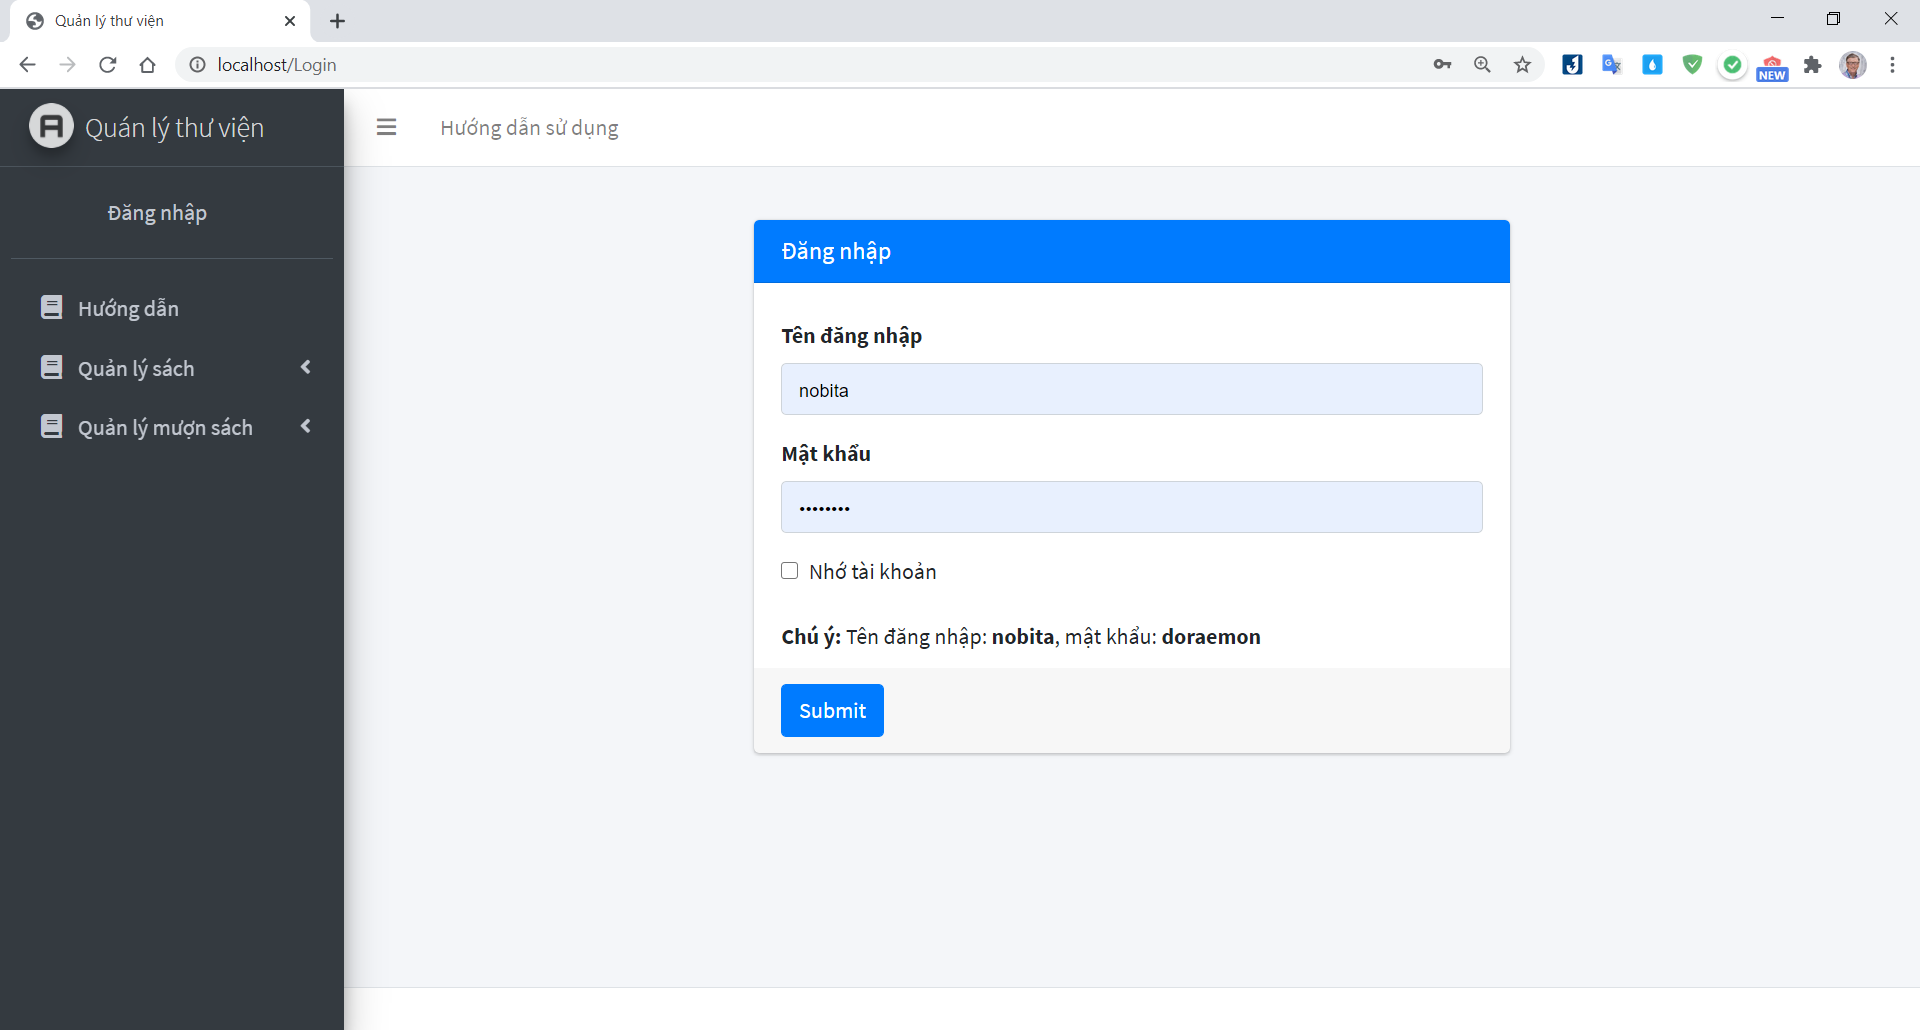 Quản lý thư viện
localhost/Login
NEW
Quán lý thư viện
Hướng dẫn sử dụng
Đăng nhập
Hướng dẫn
Quản lý sách
Quản lý mượn sách
Đăng nhập
Tên đăng nhập
nobita
Mật khẩu
••••••••
Nhớ tài khoản
Chú ý: Tên đăng nhập: nobita, mật khẩu: doraemon
Submit